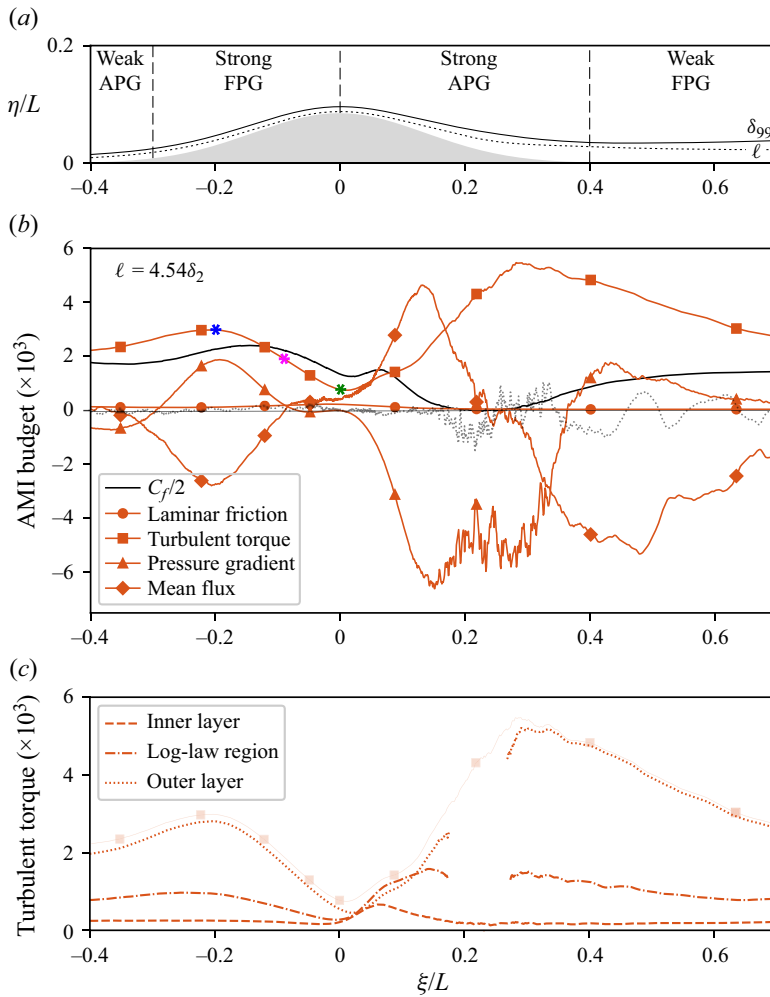 (a)
0.2
Weak Strong Strong Weak
APG FPG APG FPG
η/L
δ99
ℓ
0
–0.4 –0.2 0 0.2 0.4 0.6
(b)
6
ℓ = 4.54δ2
4
2
0
–2
–4
–6
AMI budget (×10³)
Cf/2
Laminar friction
Turbulent torque
Pressure gradient
Mean flux
–0.4 –0.2 0 0.2 0.4 0.6
(c)
6
4
2
0
Turbulent torque (×10³)
Inner layer
Log-law region
Outer layer
–0.4 –0.2 0 0.2 0.4 0.6
ξ/L